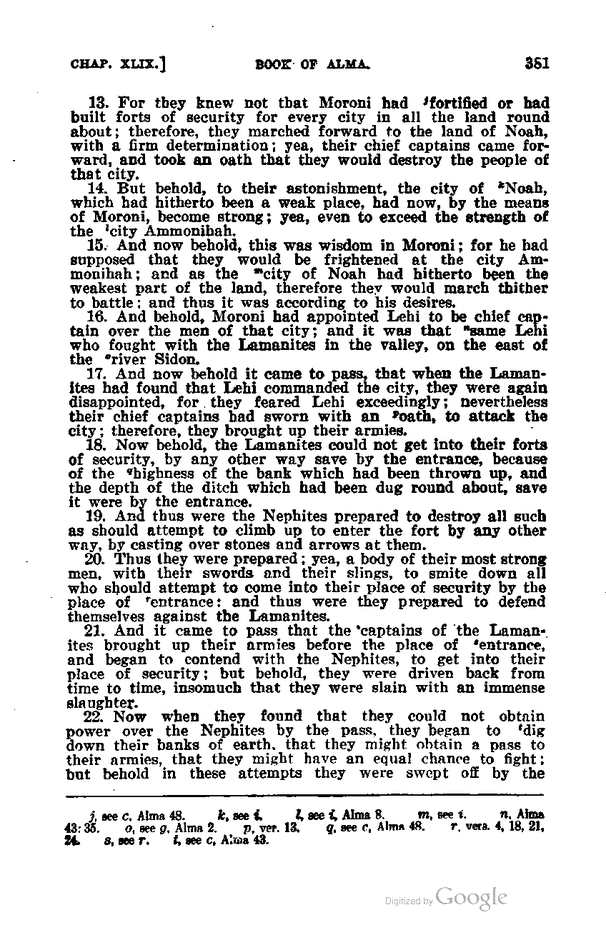 CHAP. XLIX.] BOOK OF ALMA. 351
13. For they knew not that Moroni had ʲfortified or had
built forts of security for every city in all the land round
about; therefore, they marched forward to the land of Noah,
with a firm determination; yea, their chief captains came for-
ward, and took an oath that they would destroy the people of
that city.
14. But behold, to their astonishment, the city of ᵏNoah,
which had hitherto been a weak place, had now, by the means
of Moroni, become strong; yea, even to exceed the strength of
the ˡcity Ammonihah.
15. And now behold, this was wisdom in Moroni; for he had
supposed that they would be frightened at the city Am-
monihah; and as the ᵐcity of Noah had hitherto been the
weakest part of the land, therefore they would march thither
to battle; and thus it was according to his desires.
16. And behold, Moroni had appointed Lehi to be chief cap-
tain over the men of that city; and it was that ⁿsame Lehi
who fought with the Lamanites in the valley, on the east of
the ᵒriver Sidon.
17. And now behold it came to pass, that when the Laman-
ites had found that Lehi commanded the city, they were again
disappointed, for they feared Lehi exceedingly; nevertheless
their chief captains had sworn with an ᵖoath, to attack the
city; therefore, they brought up their armies.
18. Now behold, the Lamanites could not get into their forts
of security, by any other way save by the entrance, because
of the qhighness of the bank which had been thrown up, and
the depth of the ditch which had been dug round about, save
it were by the entrance.
19. And thus were the Nephites prepared to destroy all such
as should attempt to climb up to enter the fort by any other
way, by casting over stones and arrows at them.
20. Thus they were prepared; yea, a body of their most strong
men, with their swords and their slings, to smite down all
who should attempt to come into their place of security by the
place of ʳentrance; and thus were they prepared to defend
themselves against the Lamanites.
21. And it came to pass that the captains of the Laman-
ites brought up their armies before the place of ˢentrance,
and began to contend with the Nephites, to get into their
place of security; but behold, they were driven back from
time to time, insomuch that they were slain with an immense
slaughter.
22. Now when they found that they could not obtain
power over the Nephites by the pass, they began to ᵗdig
down their banks of earth, that they might obtain a pass to
their armies, that they might have an equal chance to fight;
but behold in these attempts they were swept off by the
j, see c, Alma 48. k, see i. l, see i, Alma 8. m, see i. n, Alma
43: 35. o, see g, Alma 2. p, ver. 13. q, see c, Alma 48. r, vers. 4, 18, 21,
24. s, see r. t, see c, Alma 43.
Digitized by Google